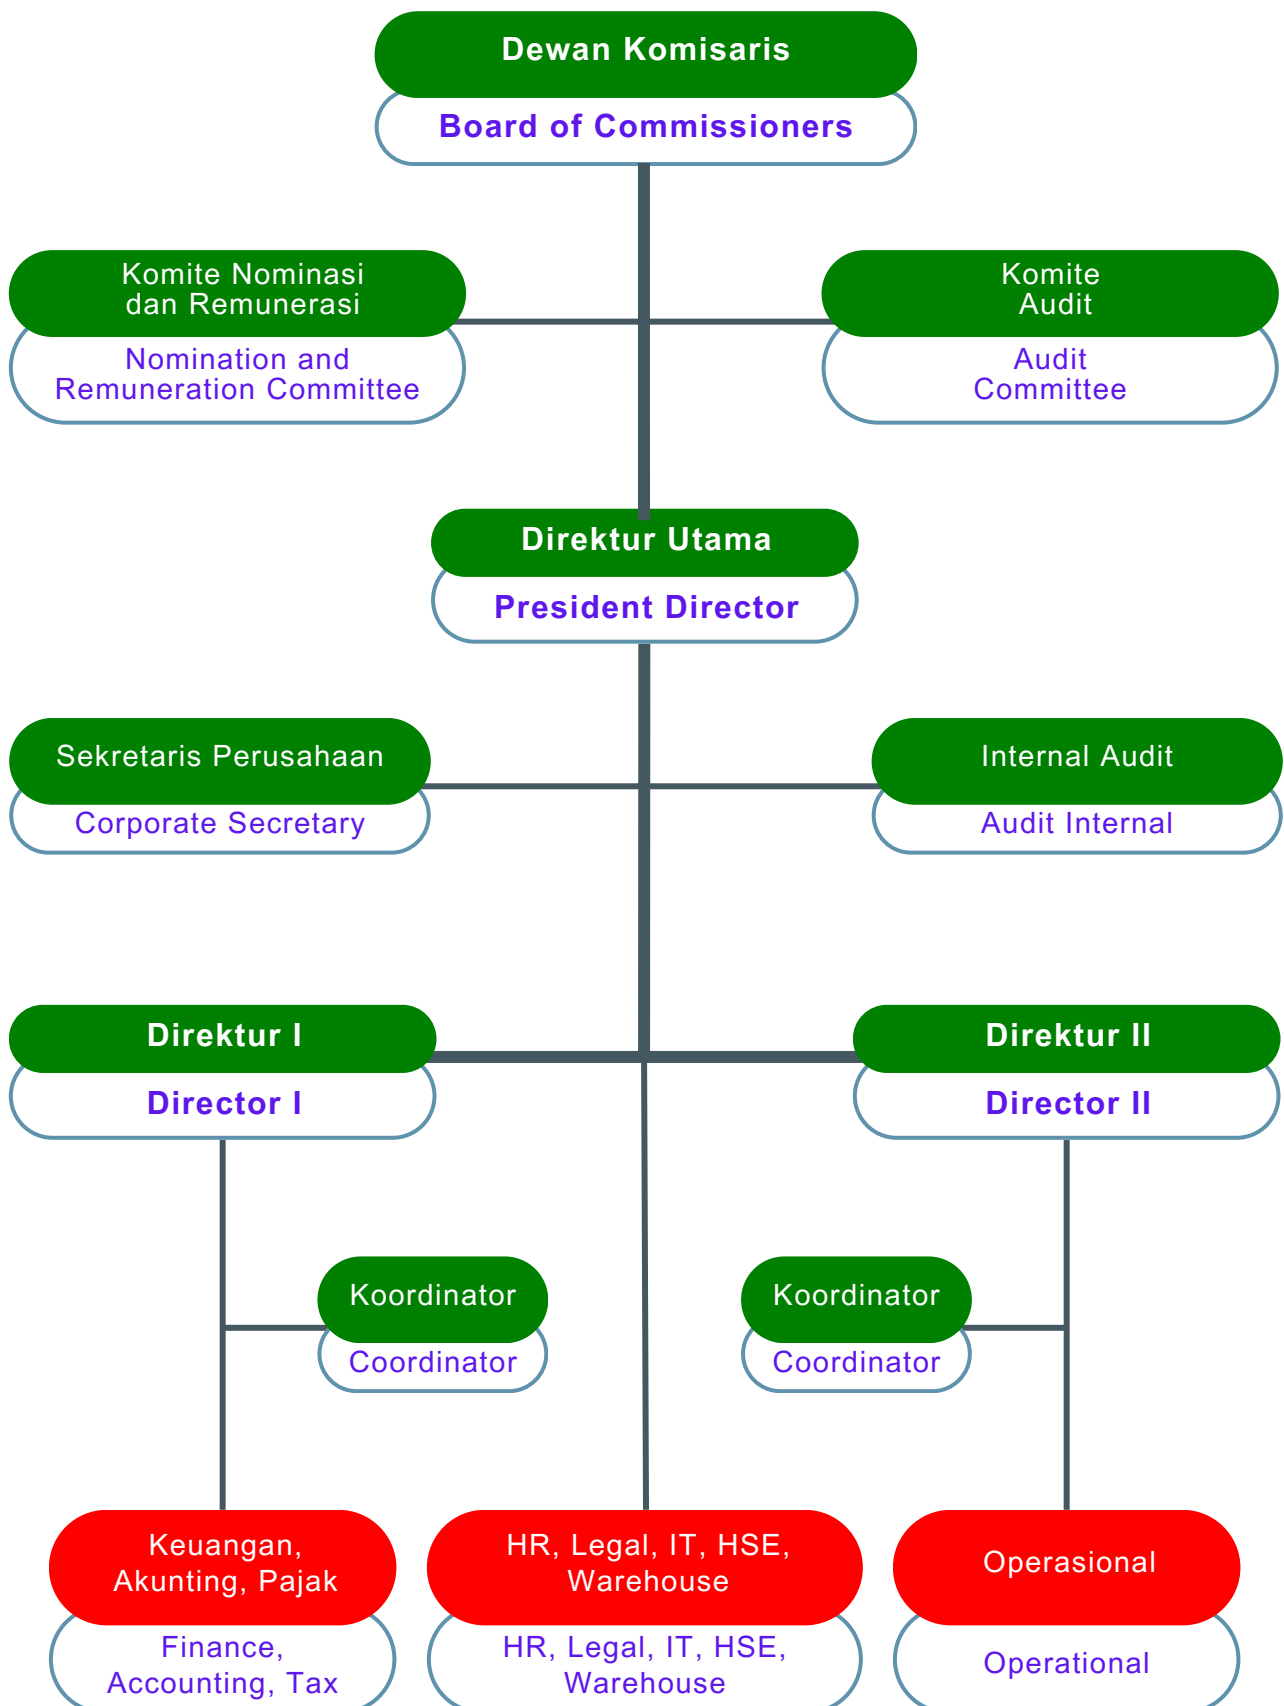 Dewan Komisaris
Board of Commissioners
Komite Nominasi
dan Remunerasi
Nomination and
Remuneration Committee
Komite
Audit
Audit
Committee
Direktur Utama
President Director
Sekretaris Perusahaan
Corporate Secretary
Internal Audit
Audit Internal
Direktur I
Director I
Direktur II
Director II
Koordinator
Coordinator
Koordinator
Coordinator
Keuangan,
Akunting, Pajak
Finance,
Accounting, Tax
HR, Legal, IT, HSE,
Warehouse
HR, Legal, IT, HSE,
Warehouse
Operasional
Operational